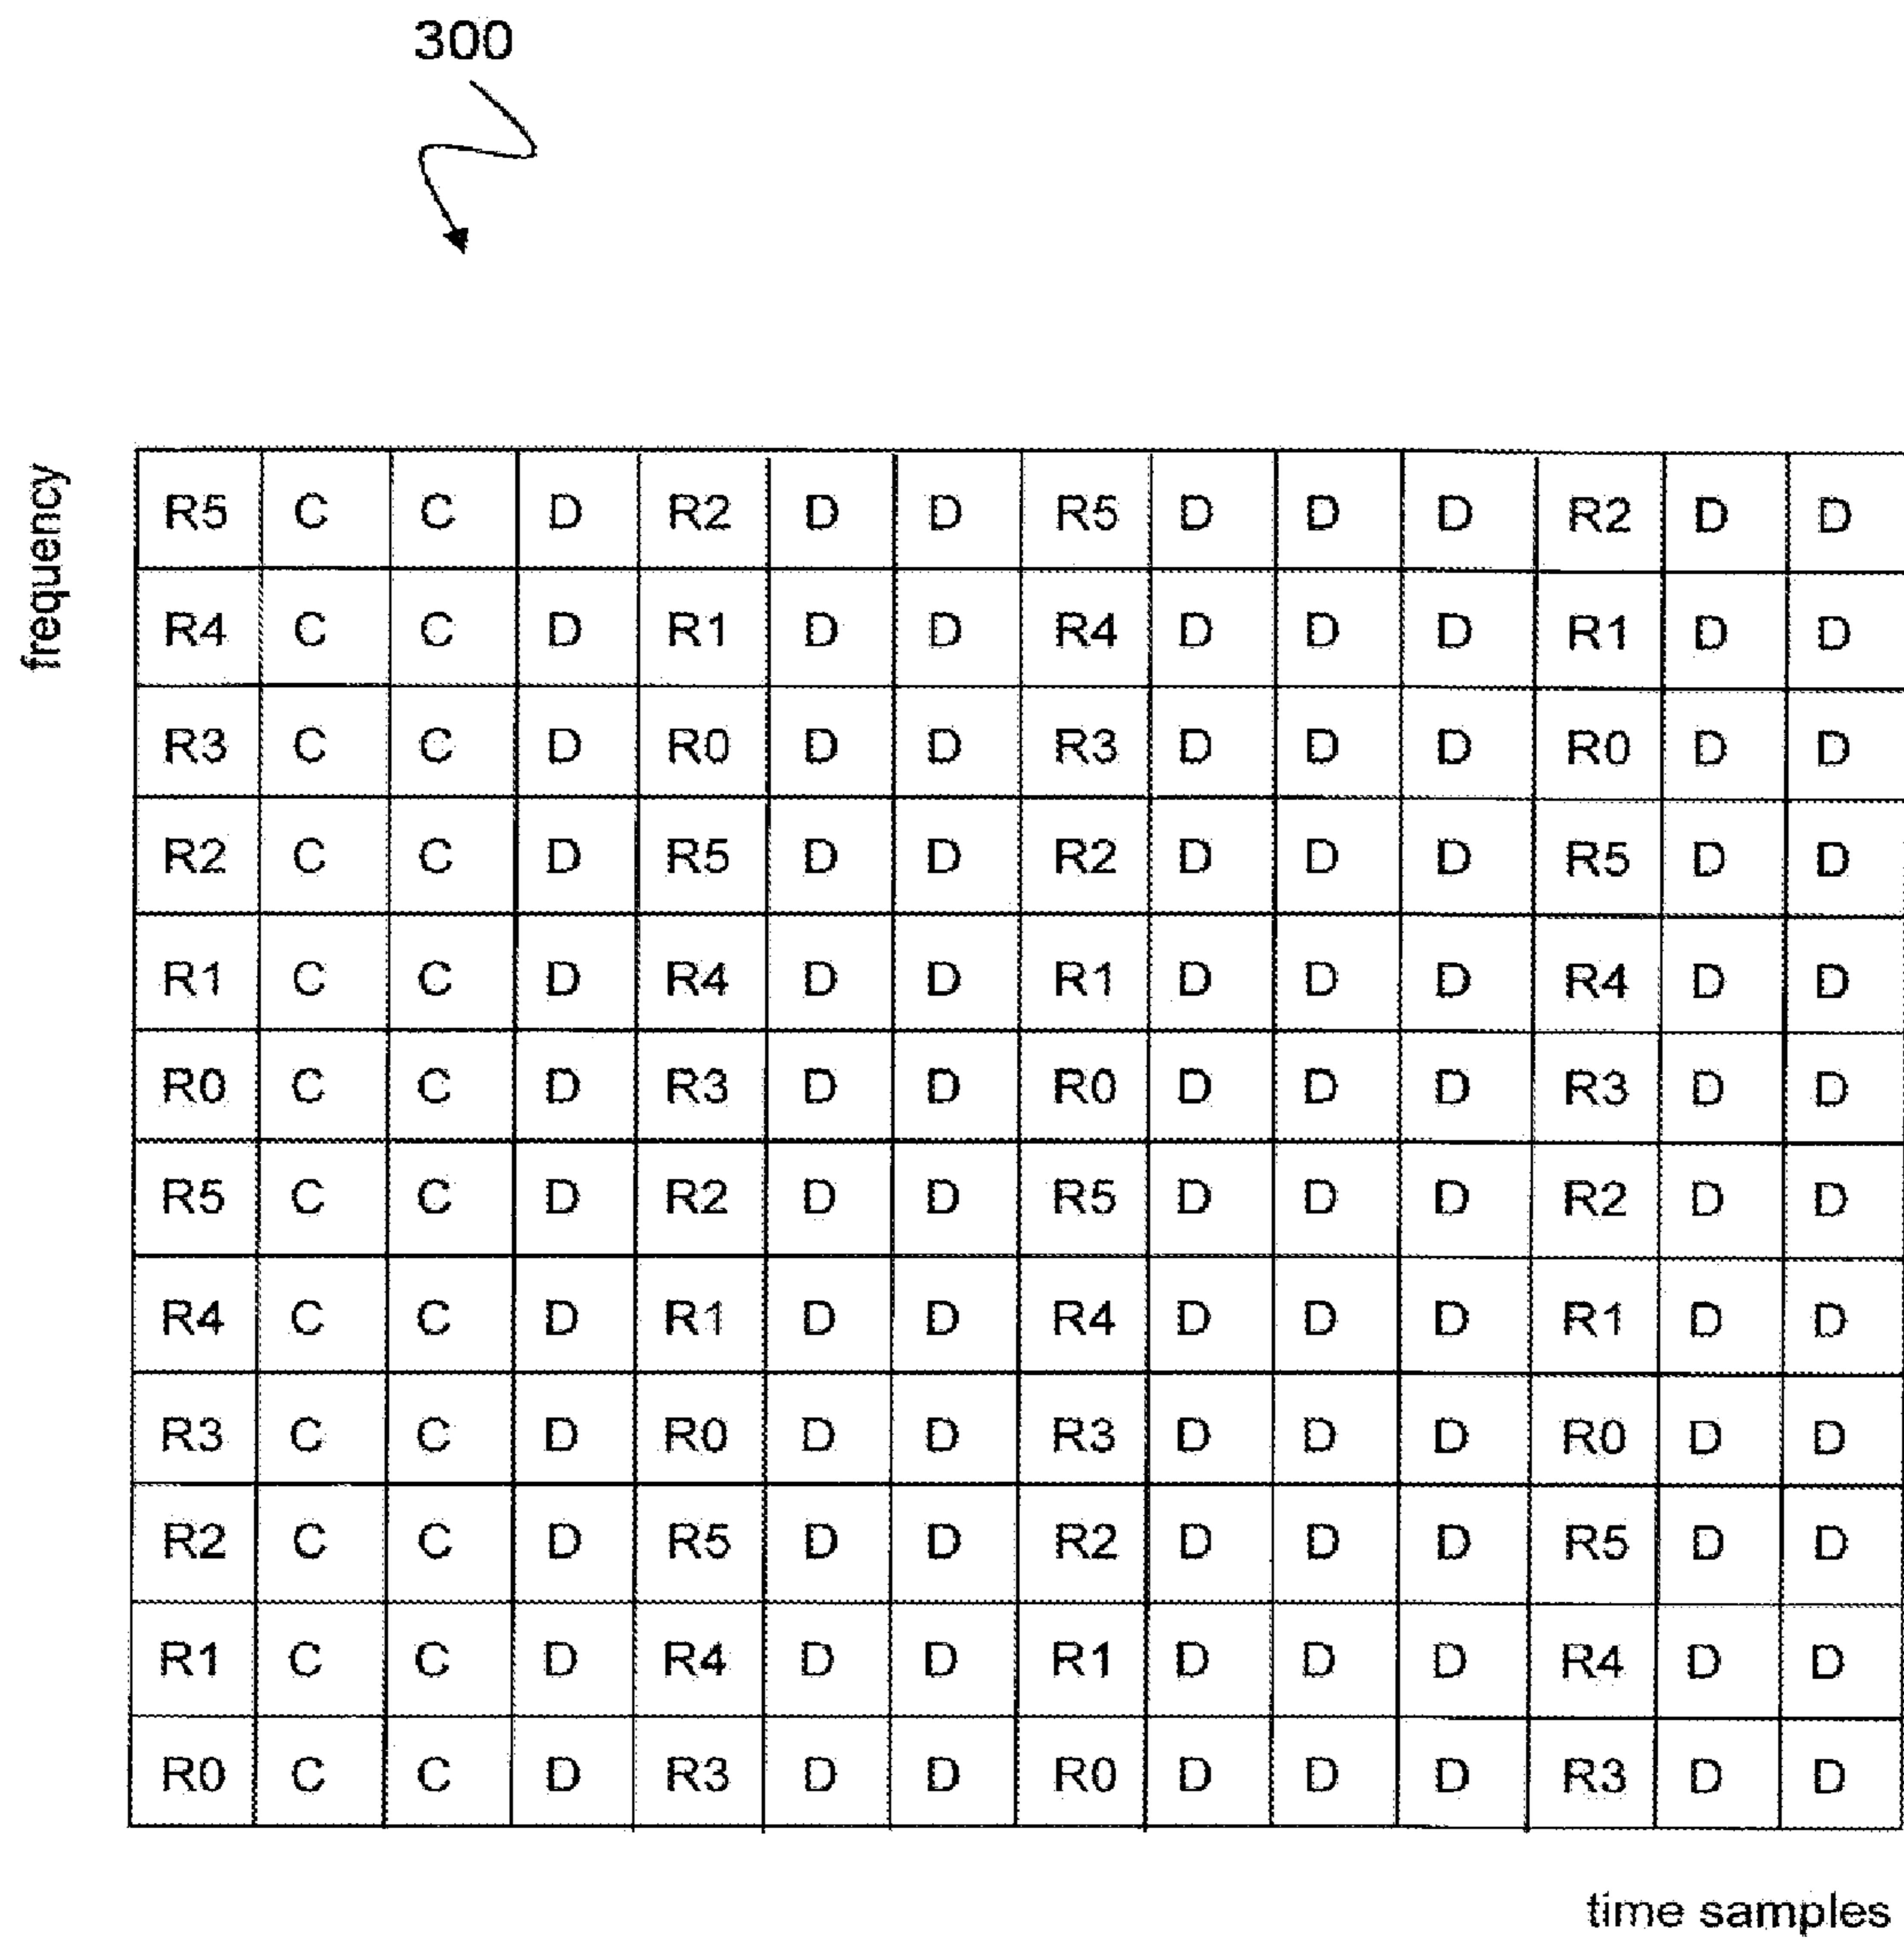 300
frequency
R5 C C D R2 D D R5 D D D R2 D D
R4 C C D R1 D D R4 D D D R1 D D
R3 C C D R0 D D R3 D D D R0 D D
R2 C C D R5 D D R2 D D D R5 D D
R1 C C D R4 D D R1 D D D R4 D D
R0 C C D R3 D D R0 D D D R3 D D
R5 C C D R2 D D R5 D D D R2 D D
R4 C C D R1 D D R4 D D D R1 D D
R3 C C D R0 D D R3 D D D R0 D D
R2 C C D R5 D D R2 D D D R5 D D
R1 C C D R4 D D R1 D D D R4 D D
R0 C C D R3 D D R0 D D D R3 D D
time samples